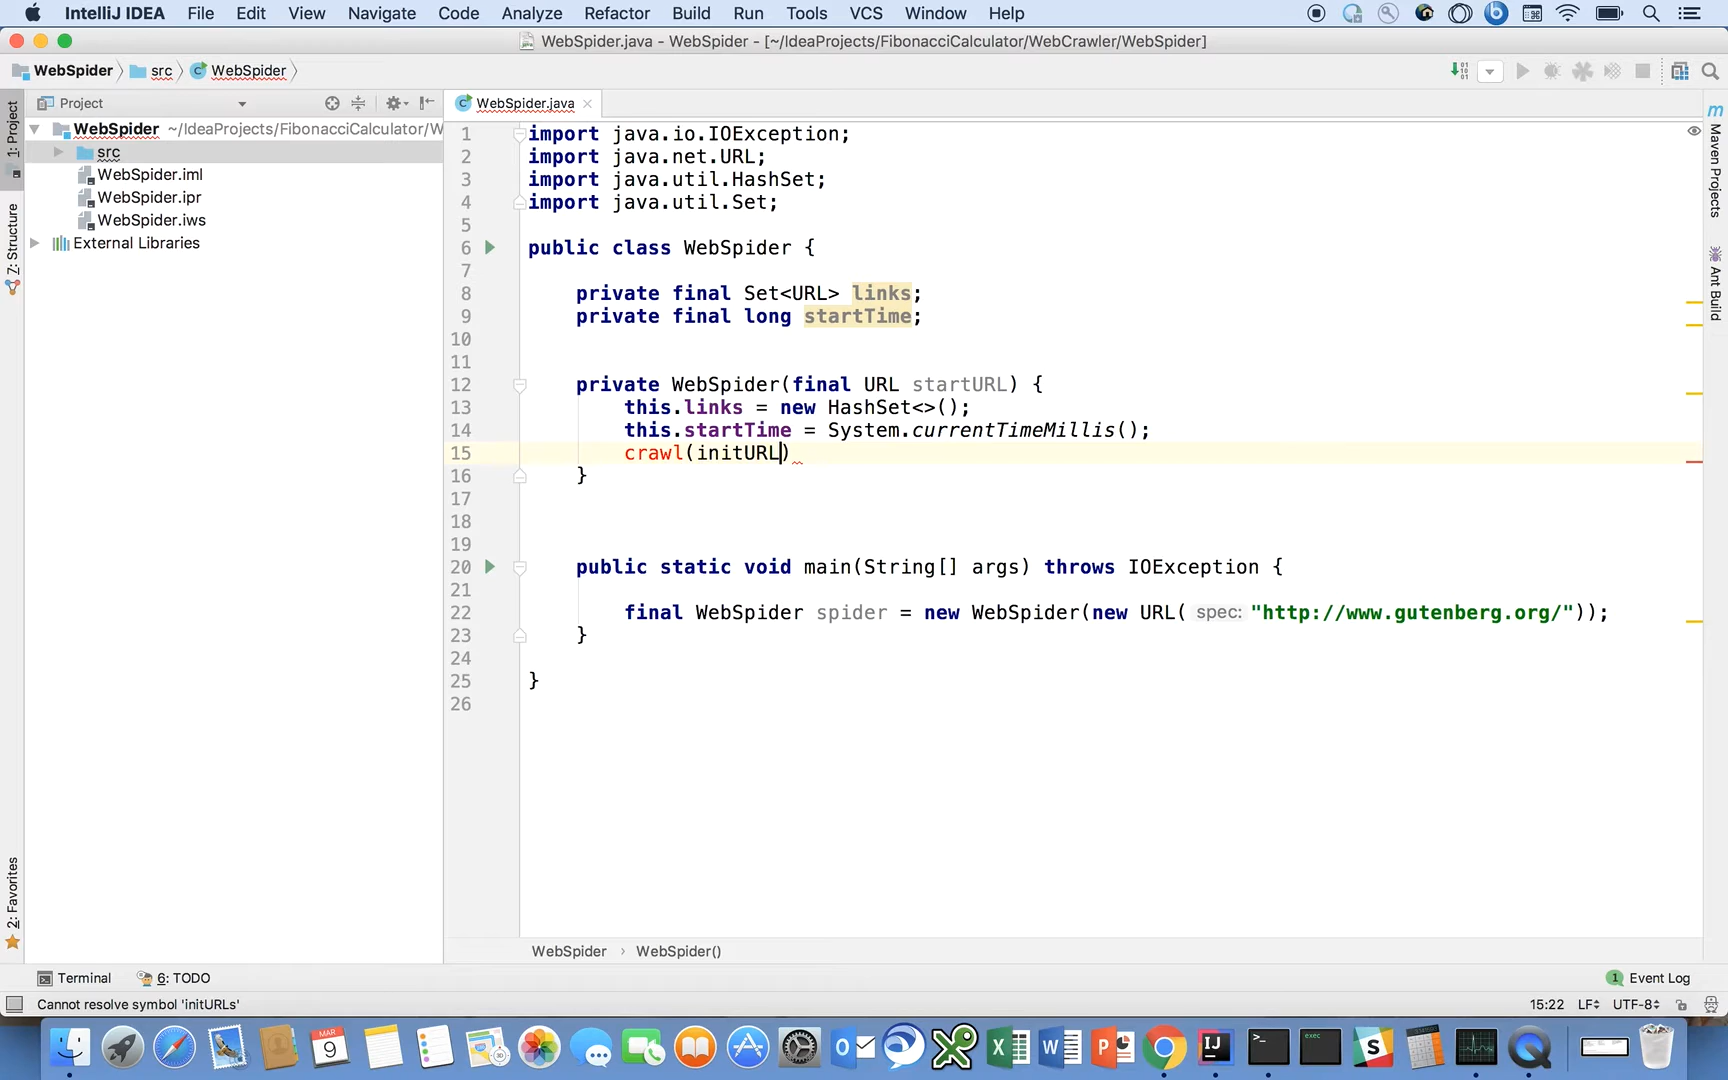 IntelliJ IDEA File Edit View Navigate Code Analyze Refactor Build Run Tools VCS Window Help
WebSpider.java - WebSpider - [~/IdeaProjects/FibonacciCalculator/WebCrawler/WebSpider]
WebSpider src WebSpider
Project
WebSpider.java
1: Project
Z: Structure
2: Favorites
WebSpider ~/IdeaProjects/FibonacciCalculator/W
src
WebSpider.iml
WebSpider.ipr
WebSpider.iws
External Libraries
1 import java.io.IOException;
2 import java.net.URL;
3 import java.util.HashSet;
4 import java.util.Set;
5
6 public class WebSpider {
7
8 private final Set<URL> links;
9 private final long startTime;
10
11
12 private WebSpider(final URL startURL) {
13 this.links = new HashSet<>();
14 this.startTime = System.currentTimeMillis();
15 crawl(initURL)
16 }
17
18
19
20 public static void main(String[] args) throws IOException {
21
22 final WebSpider spider = new WebSpider(new URL( spec: "http://www.gutenberg.org/"));
23 }
24
25 }
26
Maven Projects
Ant Build
WebSpider › WebSpider()
Terminal 6: TODO
1 Event Log
Cannot resolve symbol 'initURLs'
15:22 LF UTF-8
MAR
9